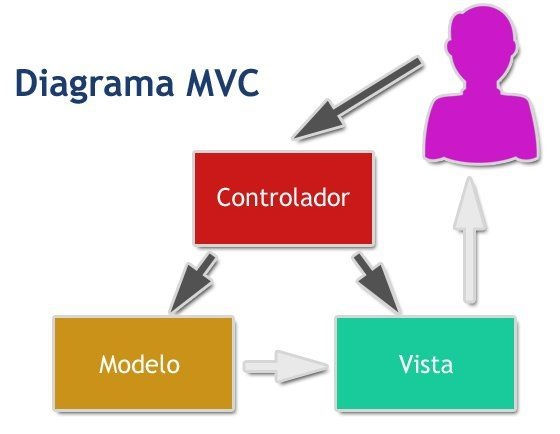 Diagrama MVC
Controlador
Modelo
Vista